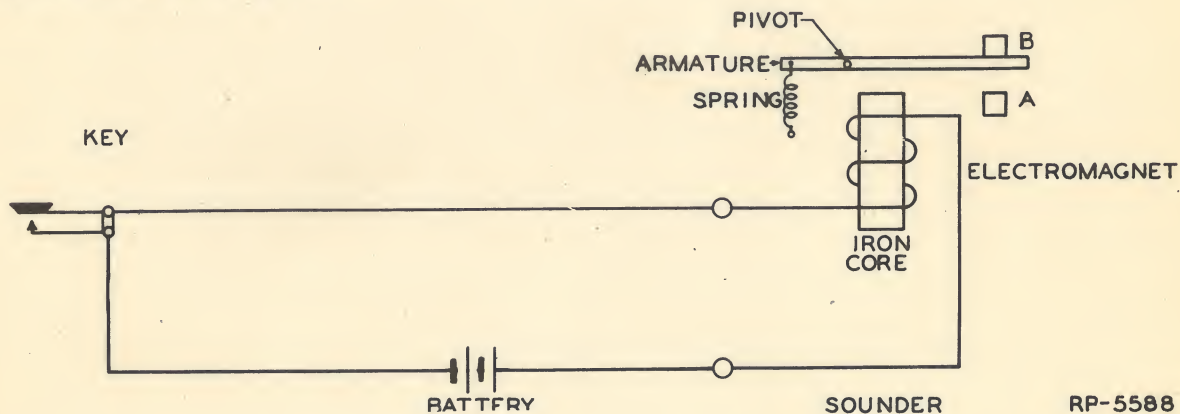 PIVOT
B
ARMATURE
SPRING
A
KEY
ELECTROMAGNET
IRON
CORE
BATTERY
SOUNDER
RP-5588